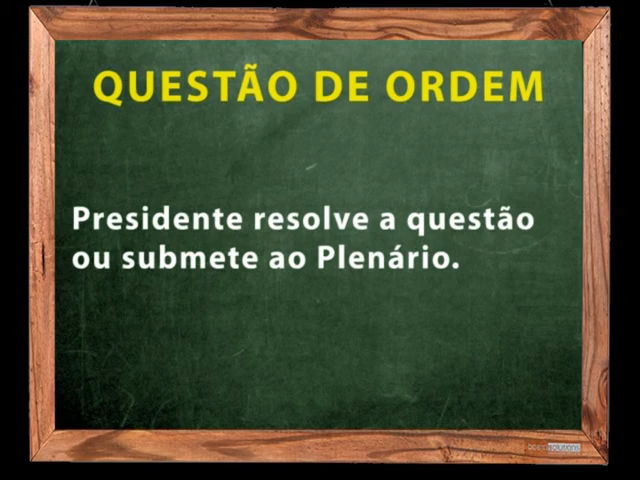 QUESTÃO DE ORDEM
Presidente resolve a questão
ou submete ao Plenário.